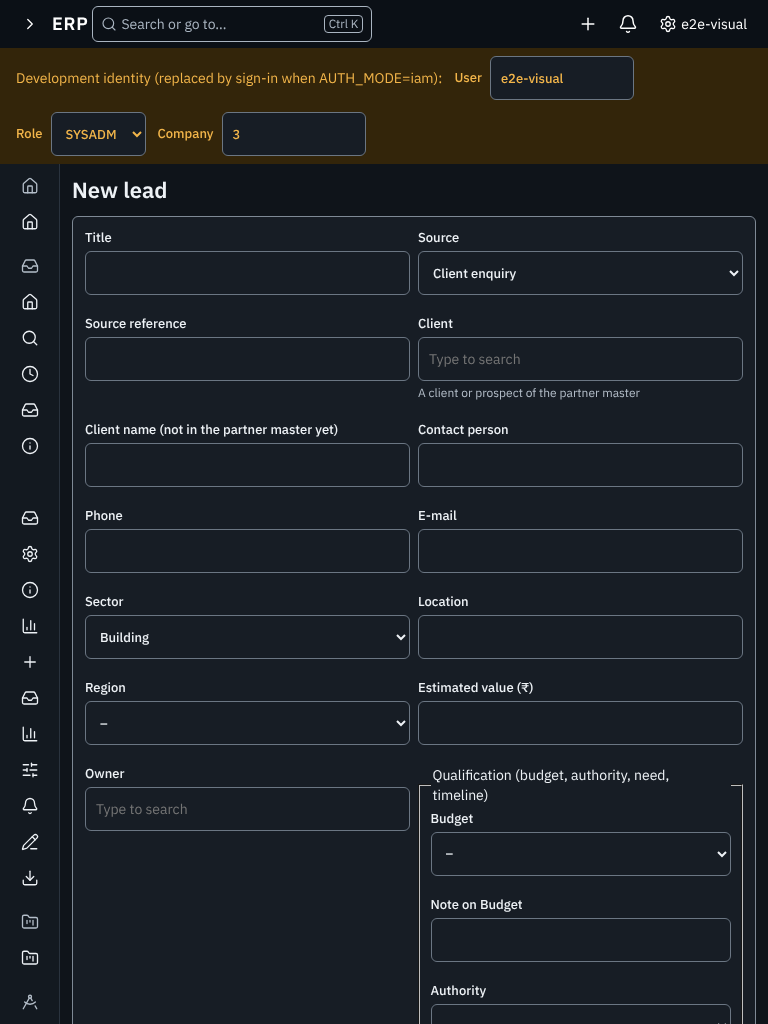 ERP
Search or go to...
Ctrl K
e2e-visual
Development identity (replaced by sign-in when AUTH_MODE=iam):
User
e2e-visual
Role
SYSADM
Company
3
New lead
Title
Source
Client enquiry
Source reference
Client
Type to search
A client or prospect of the partner master
Client name (not in the partner master yet)
Contact person
Phone
E-mail
Sector
Building
Location
Region
–
Estimated value (₹)
Owner
Type to search
Qualification (budget, authority, need,
timeline)
Budget
–
Note on Budget
Authority